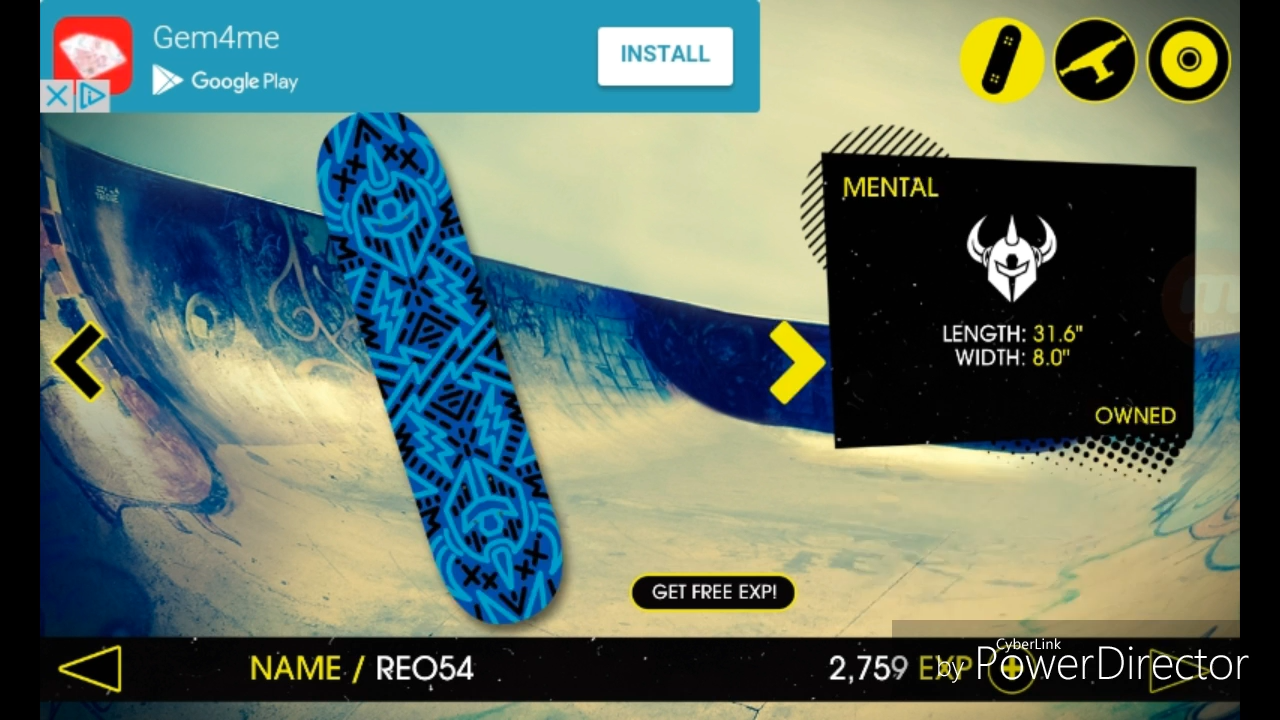 Gem4me
Google Play
INSTALL
MENTAL
LENGTH: 31.6"
WIDTH: 8.0"
OWNED
GET FREE EXP!
NAME / REO54
2,759 EXP
CyberLink
by PowerDirector